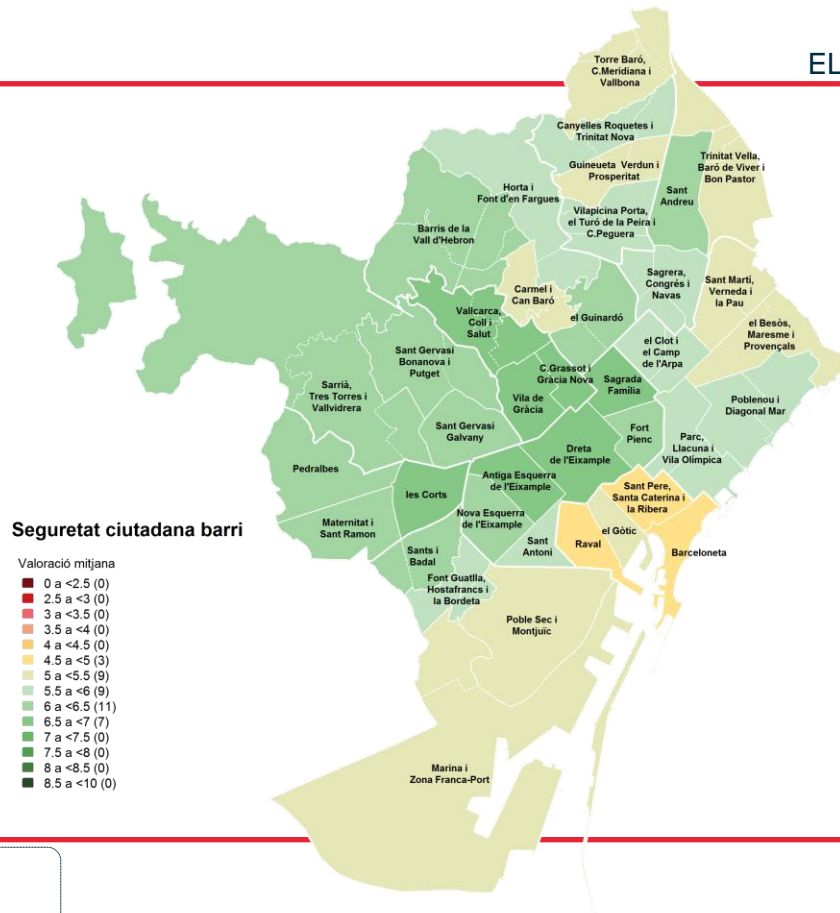 EL
Torre Baró,
C.Meridiana i
Vallbona
Canyelles Roquetes i
Trinitat Nova
Guineueta Verdun i
Prosperitat
Trinitat Vella,
Baró de Viver i
Bon Pastor
Sant
Andreu
Horta i
Font d'en Fargues
Vilapicina Porta,
el Turó de la Peira i
C.Peguera
Barris de la
Vall d'Hebron
Carmel i
Can Baró
Sagrera,
Congrés i
Navas
Sant Martí,
Verneda i
la Pau
Vallcarca,
Coll i
Salut
el Guinardó
el Besòs,
Maresme i
Provençals
el Clot i
el Camp
de l'Arpa
Sant Gervasi
Bonanova i
Putget
C.Grassot i
Gràcia Nova
Sagrada
Família
Sarrià,
Tres Torres i
Vallvidrera
Vila de
Gràcia
Poblenou i
Diagonal Mar
Sant Gervasi
Galvany
Fort
Pienc
Parc,
Llacuna i
Vila Olímpica
Dreta
de l'Eixample
Pedralbes
Antiga Esquerra
de l'Eixample
Sant Pere,
Santa Caterina i
la Ribera
les Corts
Nova Esquerra
de l'Eixample
Maternitat i
Sant Ramon
el Gòtic
Sant
Antoni
Raval
Barceloneta
Sants i
Badal
Font Guatlla,
Hostafrancs i
la Bordeta
Poble Sec i
Montjuïc
Marina i
Zona Franca-Port
Seguretat ciutadana barri
Valoració mitjana
0 a <2.5 (0)
2.5 a <3 (0)
3 a <3.5 (0)
3.5 a <4 (0)
4 a <4.5 (0)
4.5 a <5 (3)
5 a <5.5 (9)
5.5 a <6 (9)
6 a <6.5 (11)
6.5 a <7 (7)
7 a <7.5 (0)
7.5 a <8 (0)
8 a <8.5 (0)
8.5 a <10 (0)